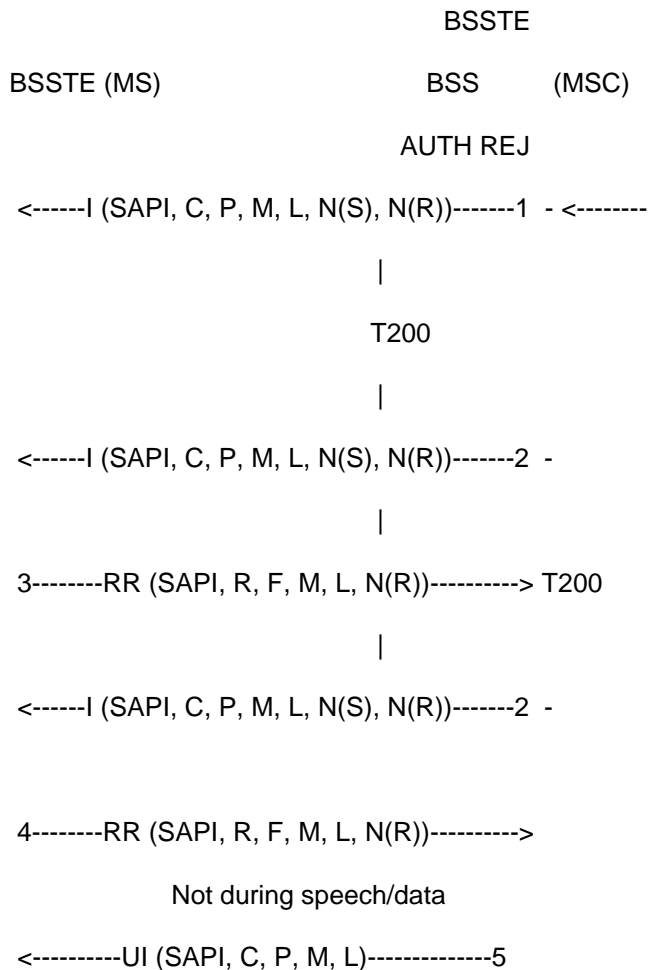 BSSTE
BSSTE (MS) BSS (MSC)
AUTH REJ
<------I (SAPI, C, P, M, L, N(S), N(R))-------1 - <--------
|
T200
|
<------I (SAPI, C, P, M, L, N(S), N(R))-------2 -
|
3--------RR (SAPI, R, F, M, L, N(R))----------> T200
|
<------I (SAPI, C, P, M, L, N(S), N(R))-------2 -
4--------RR (SAPI, R, F, M, L, N(R))---------->
Not during speech/data
<----------UI (SAPI, C, P, M, L)--------------5